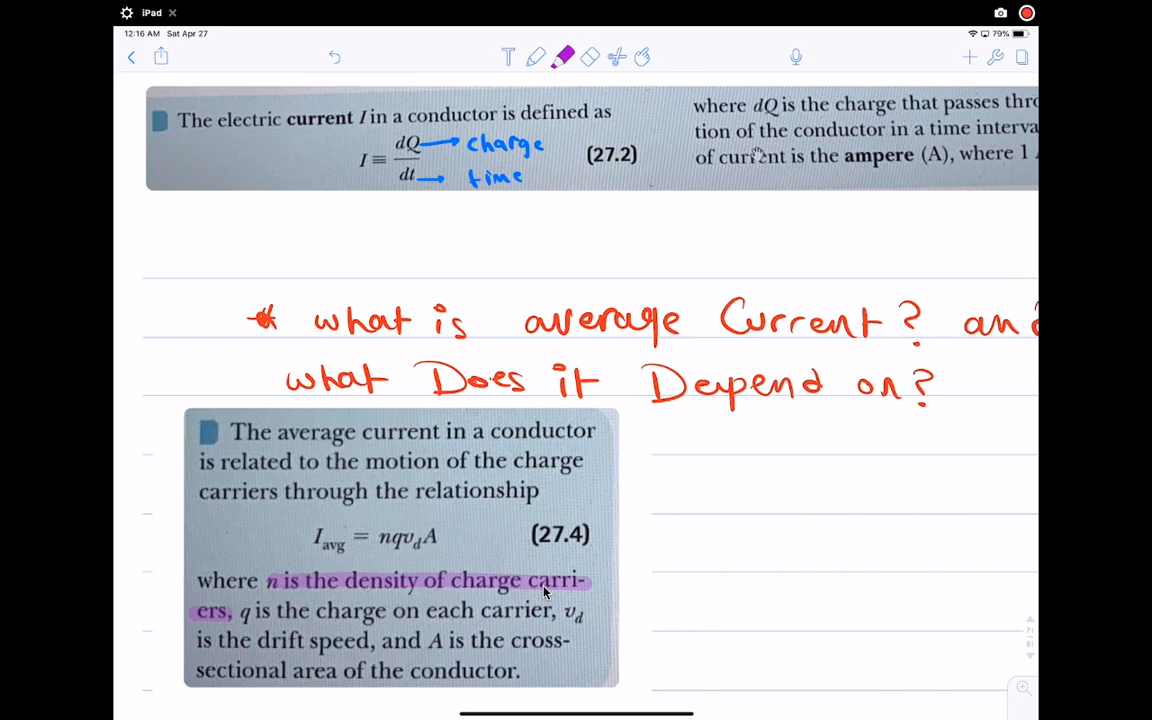 iPad
12:16 AM Sat Apr 27
79%
The electric current I in a conductor is defined as
I ≡ dQ/dt (27.2)
charge
time
where dQ is the charge that passes thro
tion of the conductor in a time interva
of current is the ampere (A), where 1
* what is average Current? and
what Does it Depend on?
The average current in a conductor
is related to the motion of the charge
carriers through the relationship
I_avg = nqv_dA (27.4)
where n is the density of charge carri-
ers, q is the charge on each carrier, v_d
is the drift speed, and A is the cross-
sectional area of the conductor.